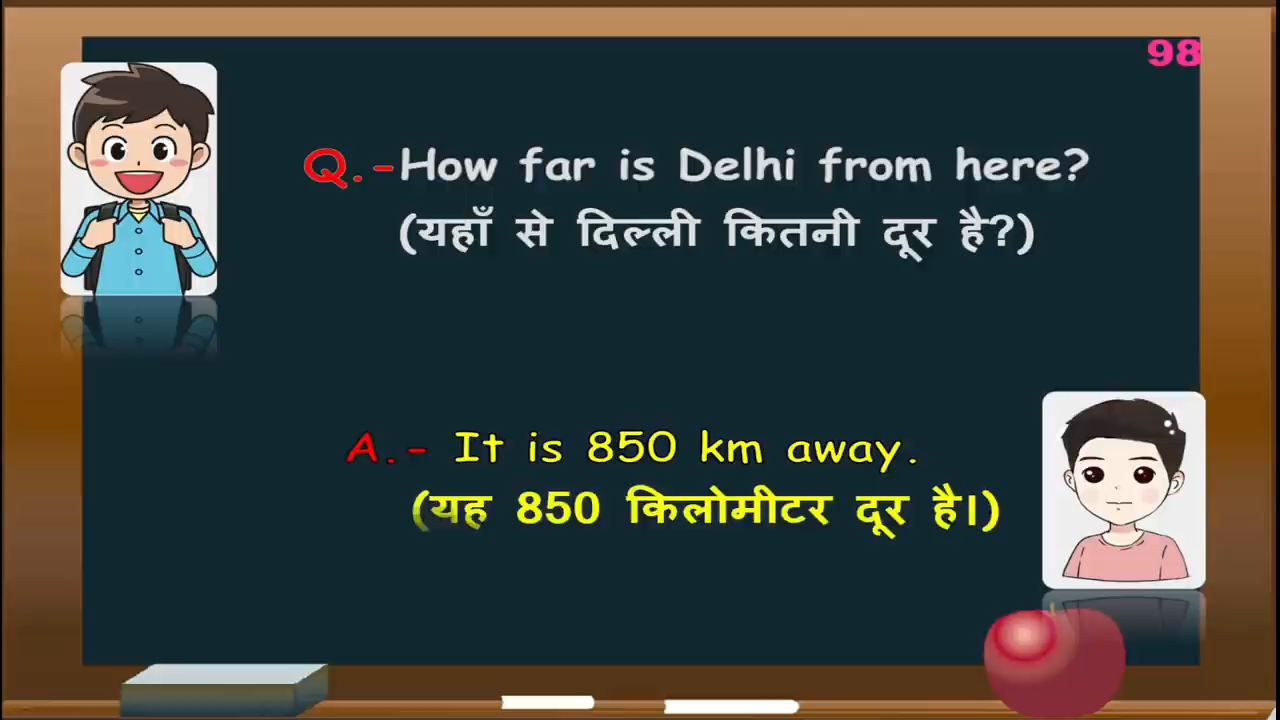 98
Q.-How far is Delhi from here?
(यहाँ से दिल्ली कितनी दूर है?)
A.- It is 850 km away.
(यह 850 किलोमीटर दूर है।)